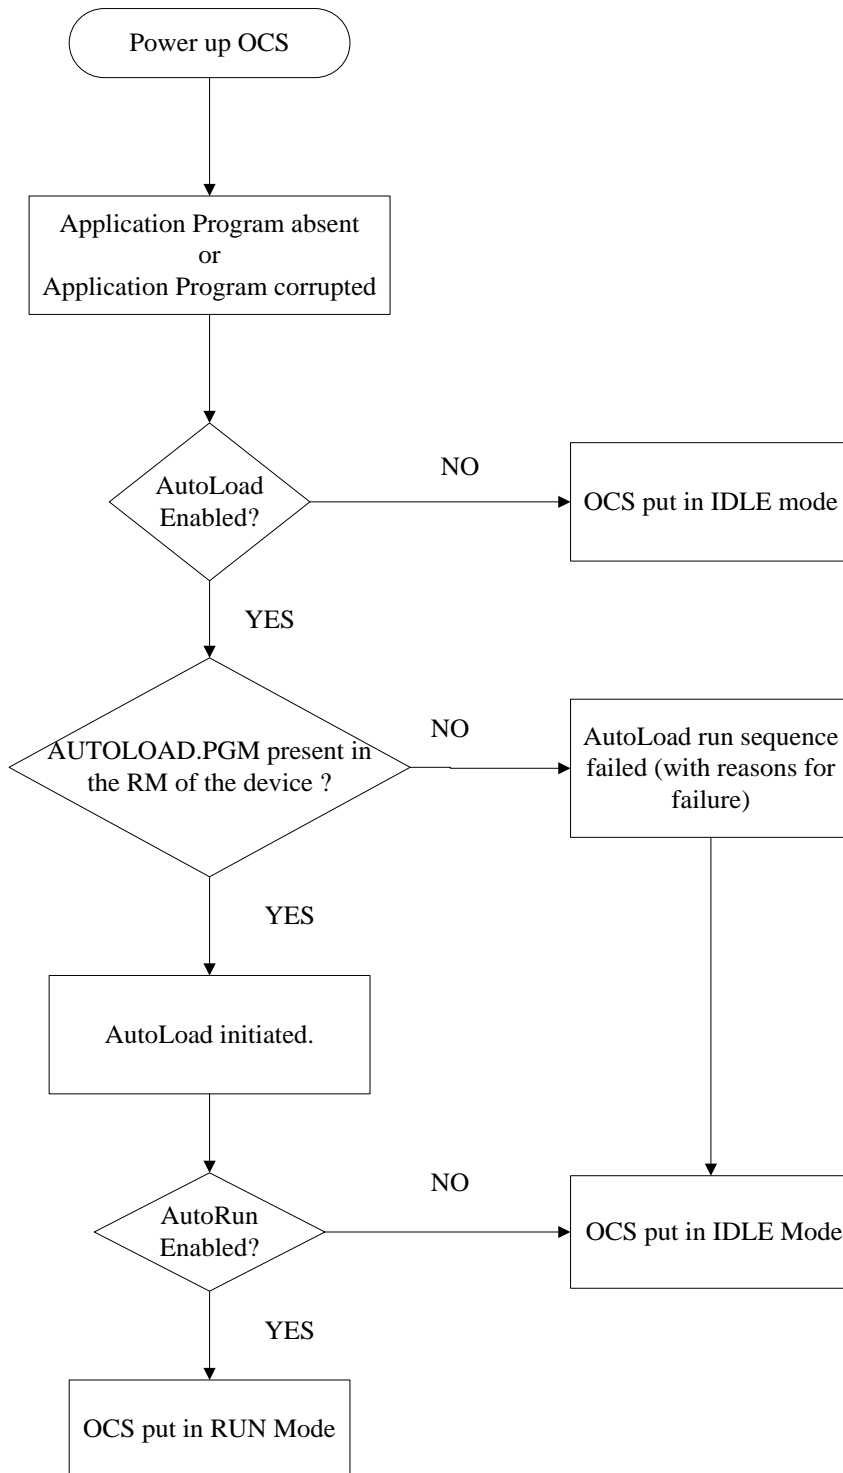 Power up OCS
Application Program absent
or
Application Program corrupted
AutoLoad
Enabled?
NO
OCS put in IDLE mode
YES
AUTOLOAD.PGM present in
the RM of the device ?
NO
AutoLoad run sequence
failed (with reasons for
failure)
YES
AutoLoad initiated.
AutoRun
Enabled?
NO
OCS put in IDLE Mode
YES
OCS put in RUN Mode